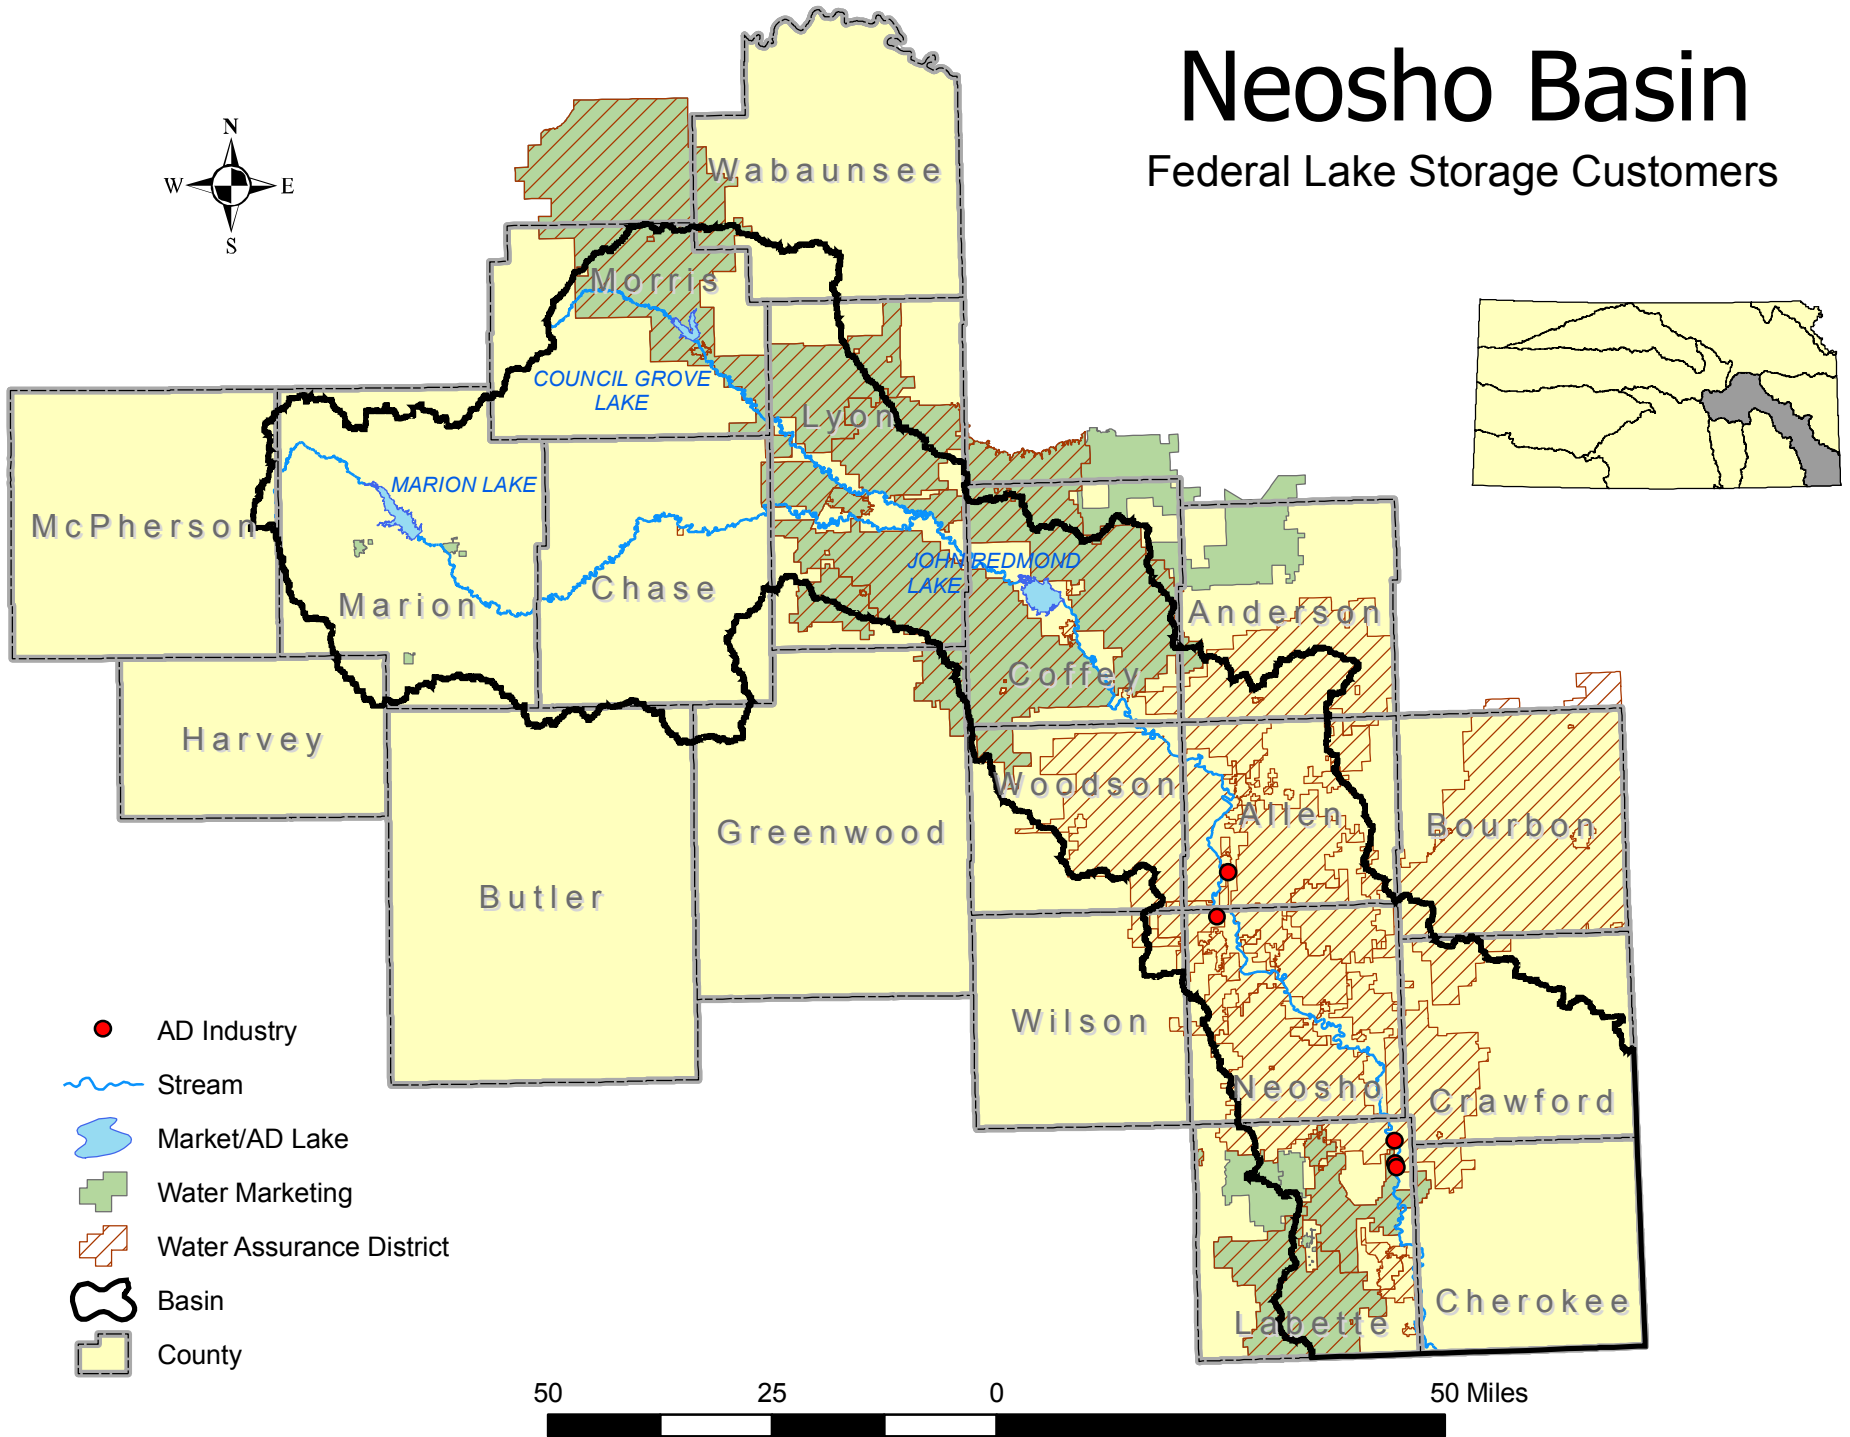 Neosho Basin
Federal Lake Storage Customers
N
W E
S
Wabaunsee
Morris
COUNCIL GROVE
LAKE
Lyon
MARION LAKE
McPherson
JOHN REDMOND
LAKE
Chase
Marion
Anderson
Coffey
Harvey
Woodson
Allen
Bourbon
Greenwood
Butler
Wilson
Neosho
Crawford
Cherokee
Labette
AD Industry
Stream
Market/AD Lake
Water Marketing
Water Assurance District
Basin
County
50 25 0 50 Miles